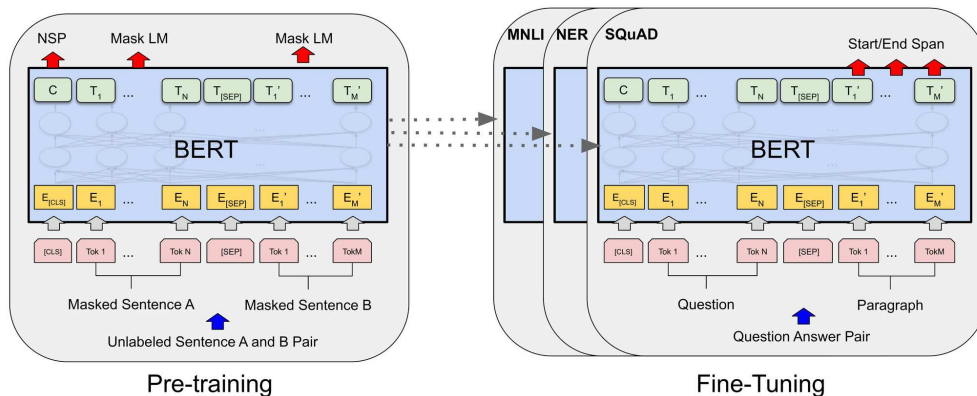 NSP Mask LM Mask LM
C T1 ... TN T[SEP] T1' ... TM'
BERT
E[CLS] E1 ... EN E[SEP] E1' ... EM'
[CLS] Tok 1 ... Tok N [SEP] Tok 1 ... TokM
Masked Sentence A Masked Sentence B
Unlabeled Sentence A and B Pair
Pre-training
MNLI NER SQuAD
Start/End Span
C T1 ... TN T[SEP] T1' ... TM'
BERT
E[CLS] E1 ... EN E[SEP] E1' ... EM'
[CLS] Tok 1 ... Tok N [SEP] Tok 1 ... TokM
Question Paragraph
Question Answer Pair
Fine-Tuning